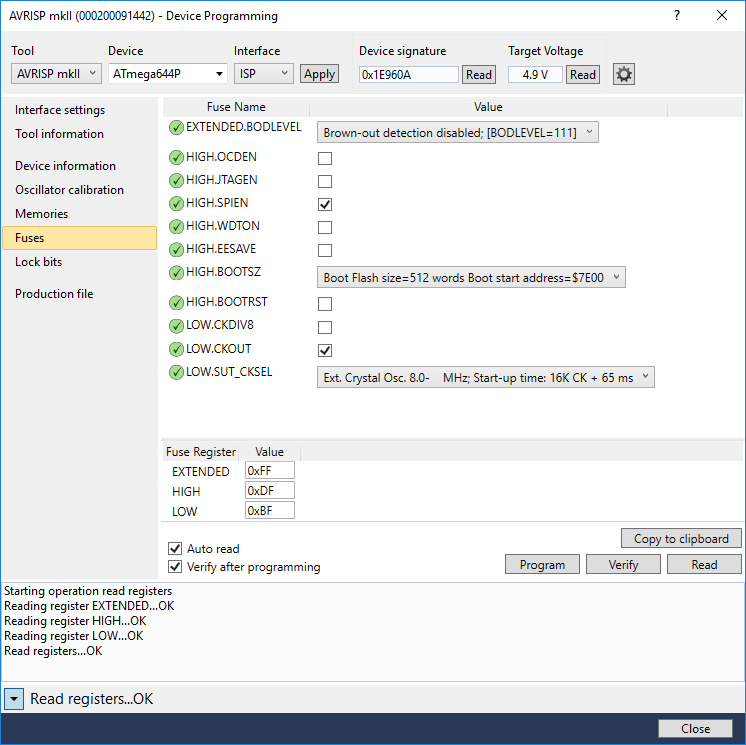 AVRISP mkII (000200091442) - Device Programming
?
Tool Device Interface Device signature Target Voltage
AVRISP mkII ATmega644P ISP Apply 0x1E960A Read 4.9 V Read
Interface settings
Tool information
Device information
Oscillator calibration
Memories
Fuses
Lock bits
Production file
Fuse Name Value
EXTENDED.BODLEVEL Brown-out detection disabled; [BODLEVEL=111]
HIGH.OCDEN
HIGH.JTAGEN
HIGH.SPIEN
HIGH.WDTON
HIGH.EESAVE
HIGH.BOOTSZ Boot Flash size=512 words Boot start address=$7E00
HIGH.BOOTRST
LOW.CKDIV8
LOW.CKOUT
LOW.SUT_CKSEL Ext. Crystal Osc. 8.0- MHz; Start-up time: 16K CK + 65 ms
Fuse Register Value
EXTENDED 0xFF
HIGH 0xDF
LOW 0xBF
Copy to clipboard
Auto read
Verify after programming
Program Verify Read
Starting operation read registers
Reading register EXTENDED...OK
Reading register HIGH...OK
Reading register LOW...OK
Read registers...OK
Read registers...OK
Close